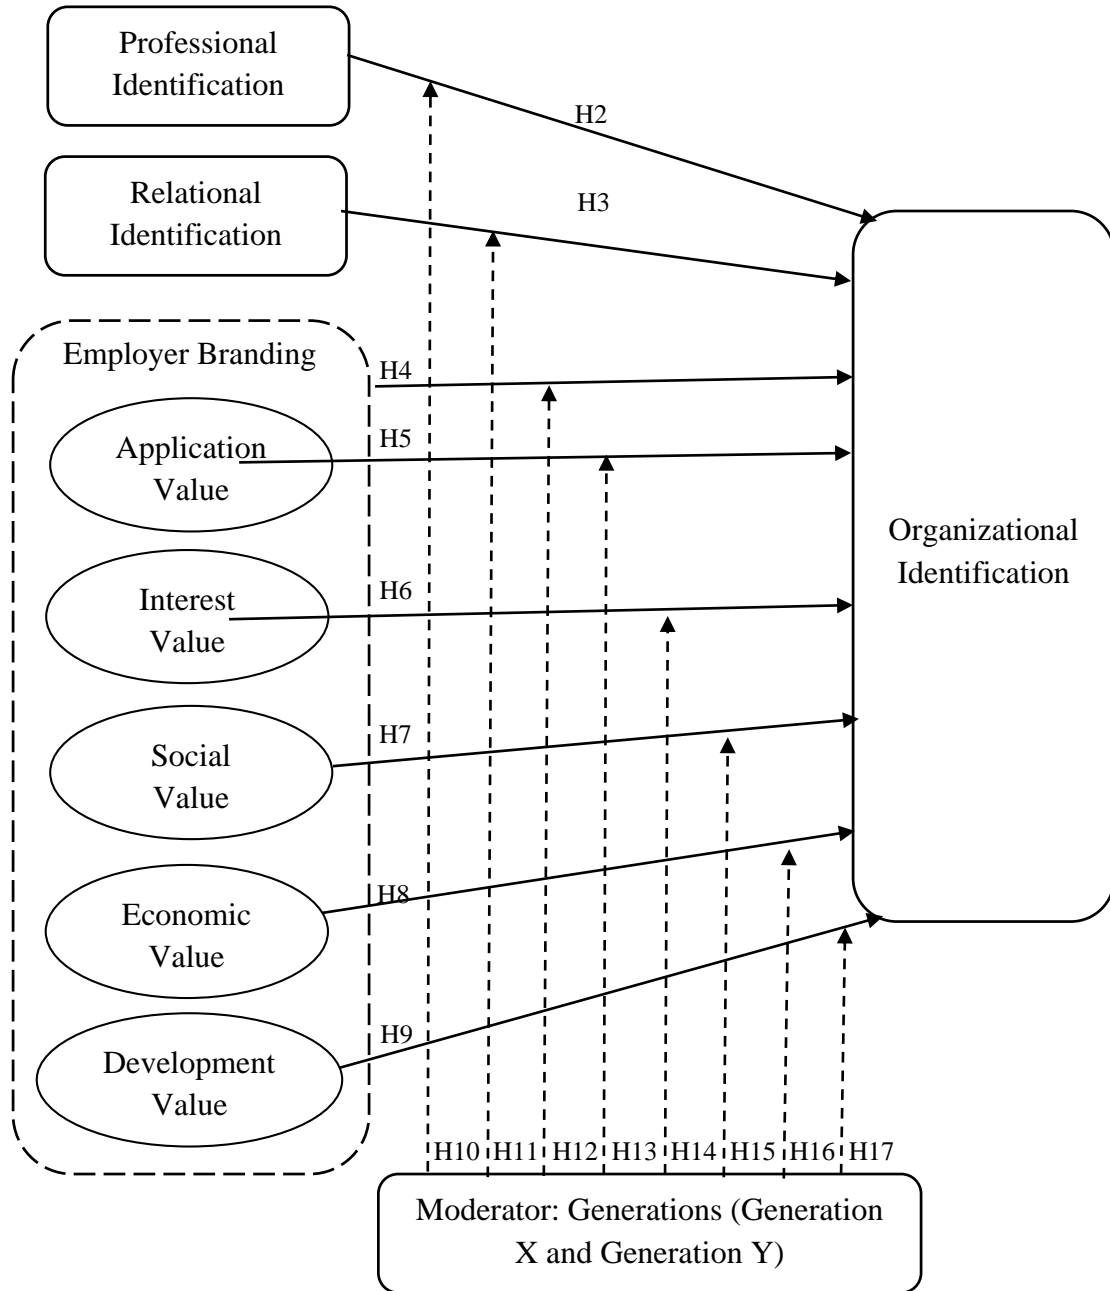 Professional
Identification
H2
Relational
Identification
H3
Employer Branding
H4
Application
Value
H5
Interest
Value
H6
Social
Value
H7
Economic
Value
H8
Development
Value
H9
Organizational
Identification
H10 H11 H12 H13 H14 H15 H16 H17
Moderator: Generations (Generation
X and Generation Y)